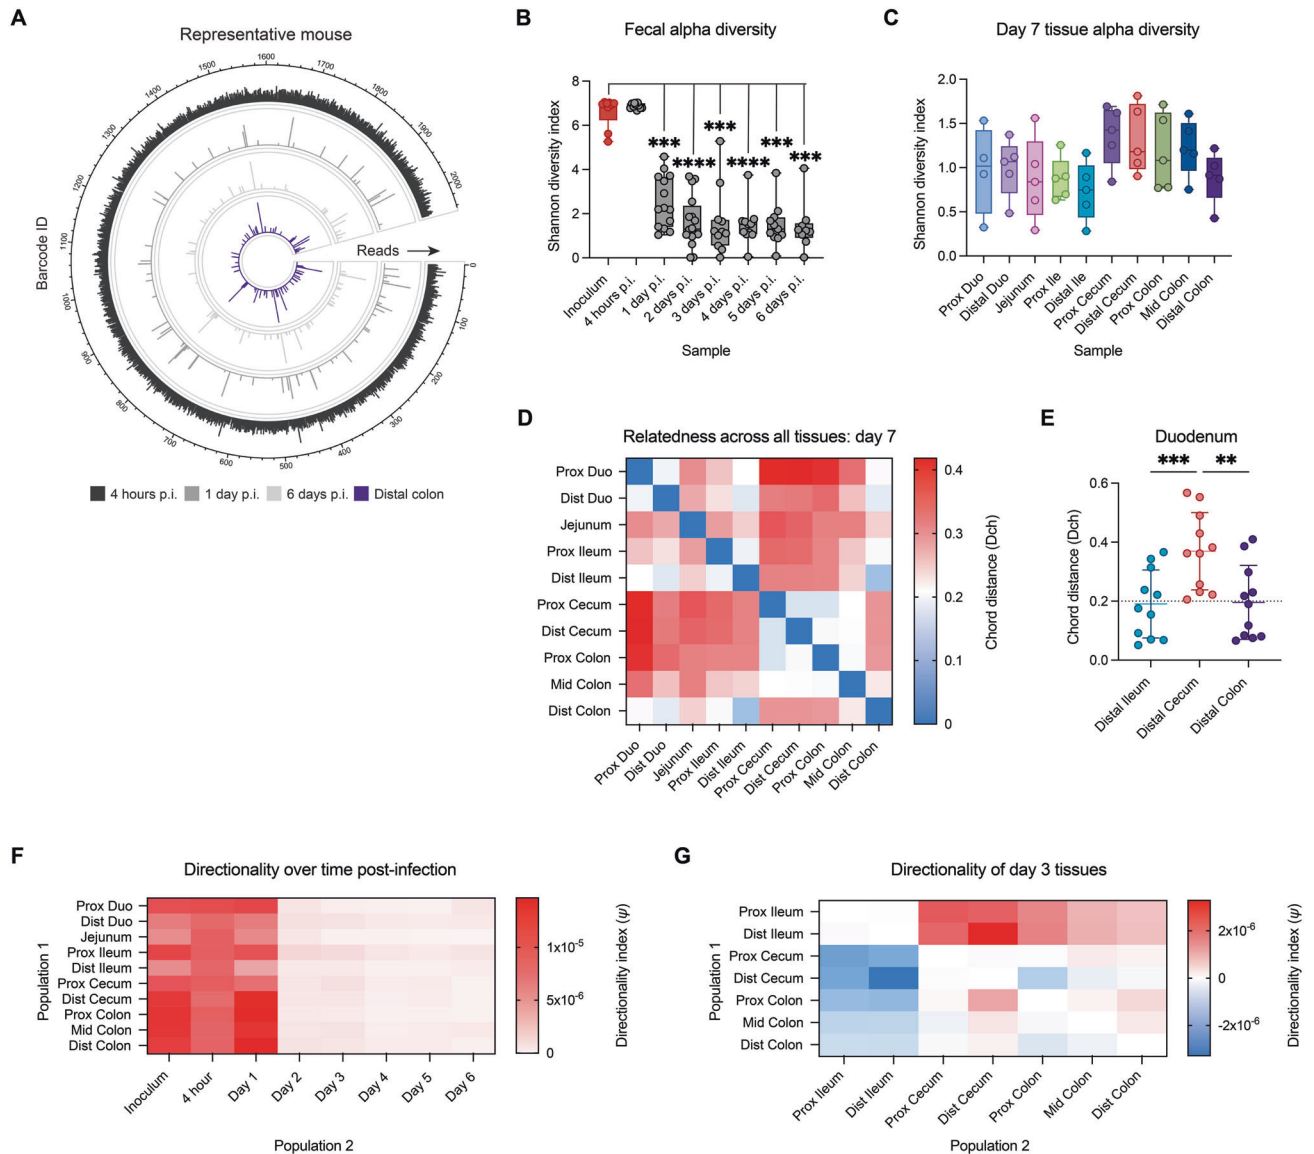 A
Representative mouse
Barcode ID
0
100
200
300
400
500
600
700
800
900
1000
1100
1200
1300
1400
1500
1600
1700
1800
1900
2000
Reads
4 hours p.i.
1 day p.i.
6 days p.i.
Distal colon
B
Fecal alpha diversity
Shannon diversity index
8
6
4
2
0
***
****
***
****
***
***
Inoculum
4 hours p.i.
1 day p.i.
2 days p.i.
3 days p.i.
4 days p.i.
5 days p.i.
6 days p.i.
Sample
C
Day 7 tissue alpha diversity
Shannon diversity index
2.0
1.5
1.0
0.5
0.0
Prox Duo
Distal Duo
Jejunum
Prox Ile
Distal Ile
Prox Cecum
Distal Cecum
Prox Colon
Mid Colon
Distal Colon
Sample
D
Relatedness across all tissues: day 7
Prox Duo
Dist Duo
Jejunum
Prox Ileum
Dist Ileum
Prox Cecum
Dist Cecum
Prox Colon
Mid Colon
Dist Colon
Prox Duo
Dist Duo
Jejunum
Prox Ileum
Dist Ileum
Prox Cecum
Dist Cecum
Prox Colon
Mid Colon
Dist Colon
0.4
0.3
0.2
0.1
0
Chord distance (Dch)
E
Duodenum
*** **
Chord distance (Dch)
0.6
0.4
0.2
0.0
Distal Ileum
Distal Cecum
Distal Colon
F
Directionality over time post-infection
Population 1
Prox Duo
Dist Duo
Jejunum
Prox Ileum
Dist Ileum
Prox Cecum
Dist Cecum
Prox Colon
Mid Colon
Dist Colon
Inoculum
4 hour
Day 1
Day 2
Day 3
Day 4
Day 5
Day 6
Population 2
1x10⁻⁵
5x10⁻⁶
0
Directionality index (ψ)
G
Directionality of day 3 tissues
Population 1
Prox Ileum
Dist Ileum
Prox Cecum
Dist Cecum
Prox Colon
Mid Colon
Dist Colon
Prox Ileum
Dist Ileum
Prox Cecum
Dist Cecum
Prox Colon
Mid Colon
Dist Colon
Population 2
2x10⁻⁶
0
-2x10⁻⁶
Directionality index (ψ)